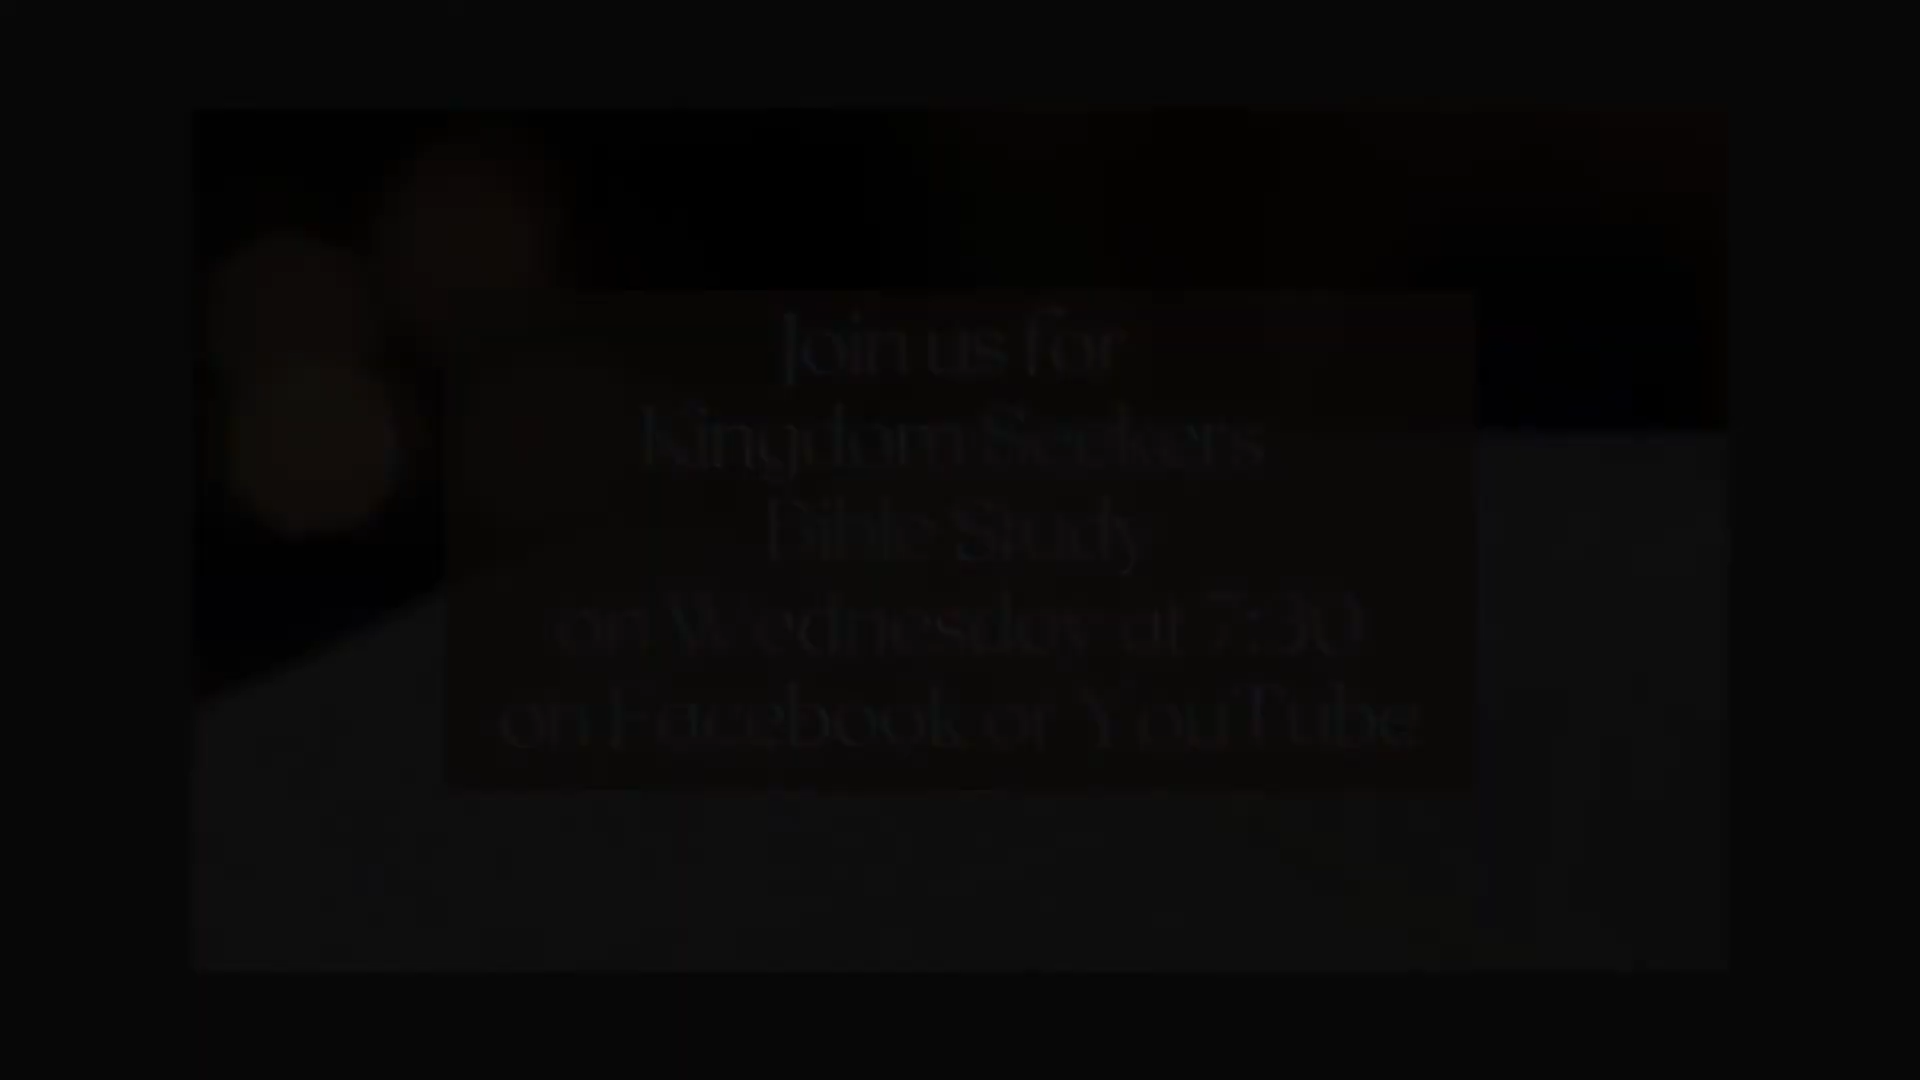 Join us for
Kingdom Seekers
Bible Study
on Wednesday at 7:30
on Facebook or YouTube